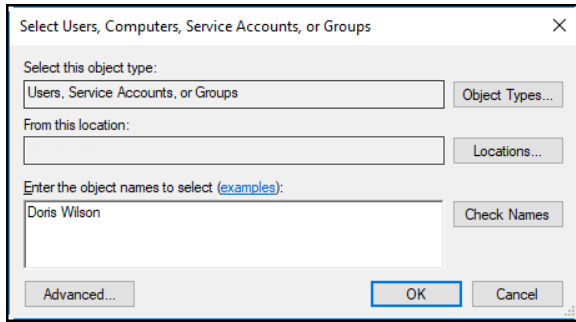 Select Users, Computers, Service Accounts, or Groups
Select this object type:
Users, Service Accounts, or Groups
Object Types...
From this location:
Locations...
Enter the object names to select (examples):
Doris Wilson
Check Names
Advanced...
OK
Cancel